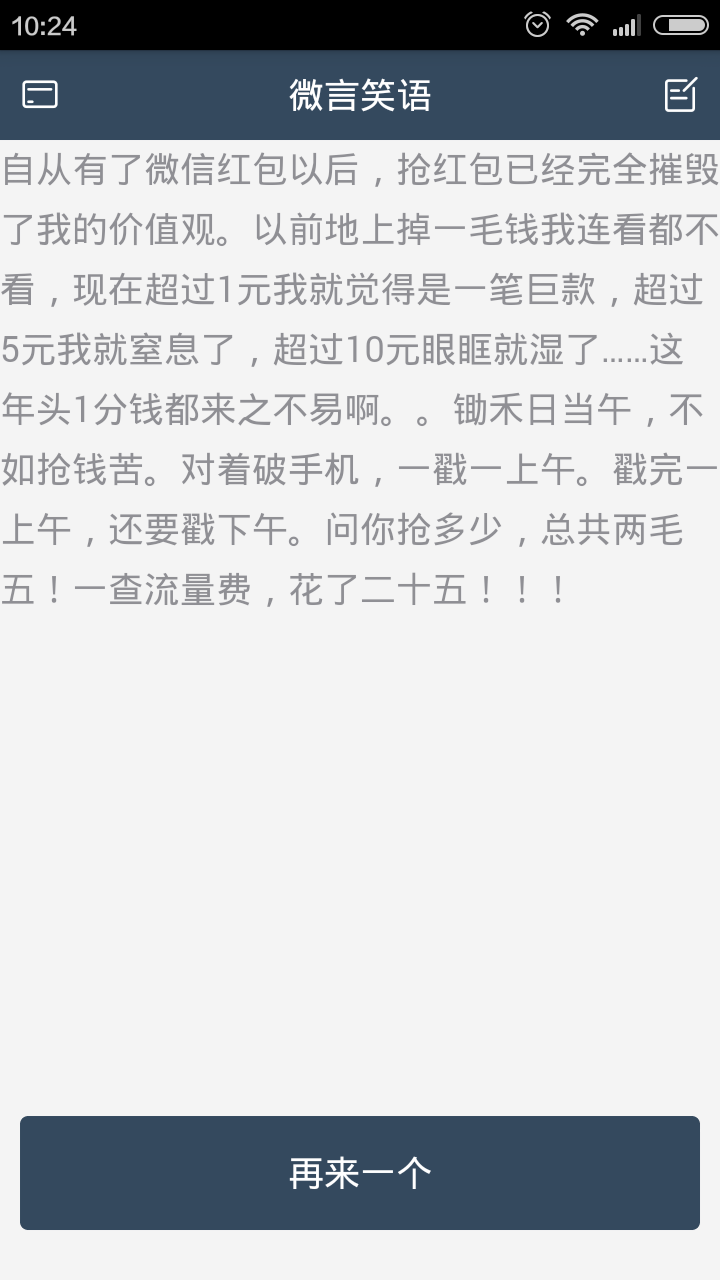 10:24
微言笑语
自从有了微信红包以后，抢红包已经完全摧毁
了我的价值观。以前地上掉一毛钱我连看都不
看，现在超过1元我就觉得是一笔巨款，超过
5元我就窒息了，超过10元眼眶就湿了……这
年头1分钱都来之不易啊。。锄禾日当午，不
如抢钱苦。对着破手机，一戳一上午。戳完一
上午，还要戳下午。问你抢多少，总共两毛
五！一查流量费，花了二十五！！！
再来一个